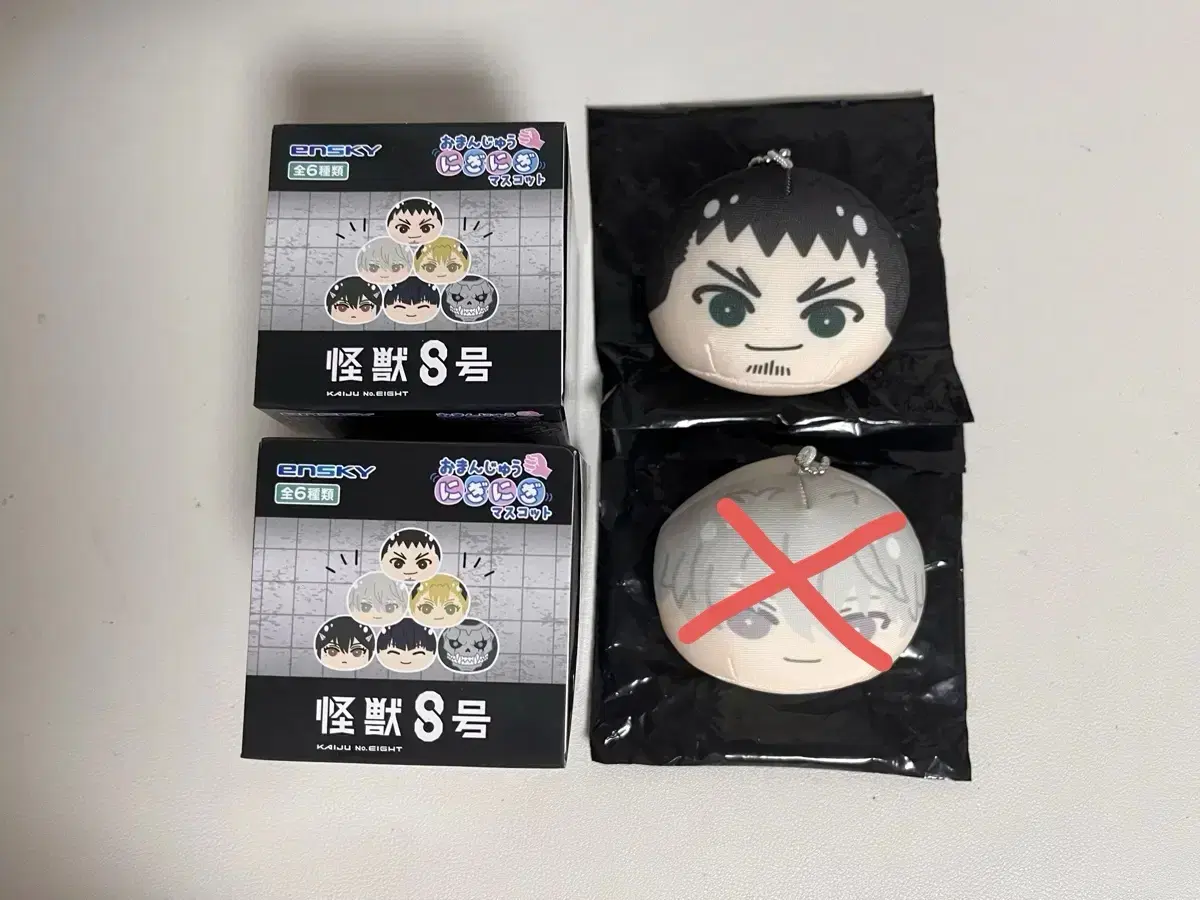 ensky
全6種類
おまんじゅう
にぎにぎ
マスコット
怪獣8号
KAIJU No.EIGHT
ensky
全6種類
おまんじゅう
にぎにぎ
マスコット
怪獣8号
KAIJU No.EIGHT